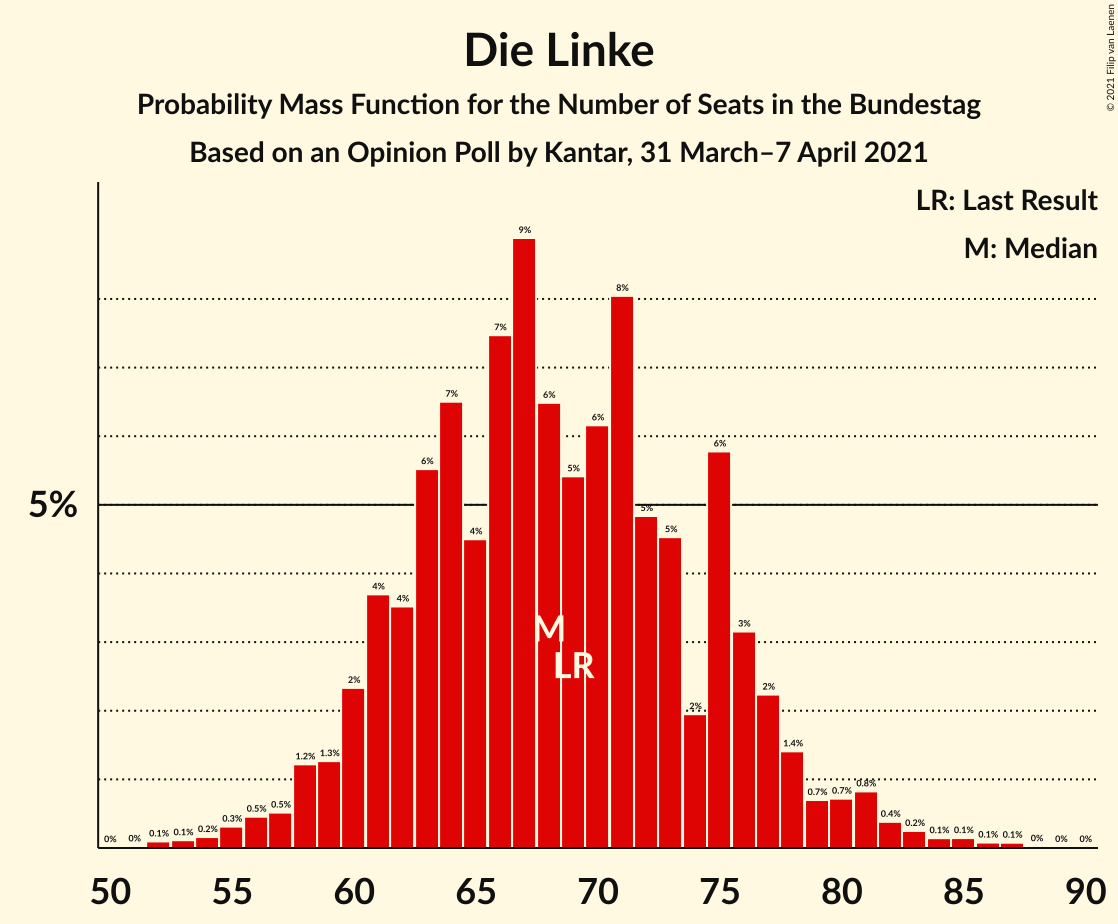 Die Linke
Probability Mass Function for the Number of Seats in the Bundestag
Based on an Opinion Poll by Kantar, 31 March–7 April 2021
© 2021 Filip van Laenen
LR: Last Result
M: Median
5%
0% 0% 0.1% 0.1% 0.2% 0.3% 0.5% 0.5% 1.2% 1.3% 2% 4% 4% 6% 7% 4% 7% 9% 6% 5% 6% 8% 5% 5% 2% 6% 3% 2% 1.4% 0.7% 0.7% 0.8% 0.4% 0.2% 0.1% 0.1% 0.1% 0.1% 0% 0% 0%
M
LR
50 55 60 65 70 75 80 85 90